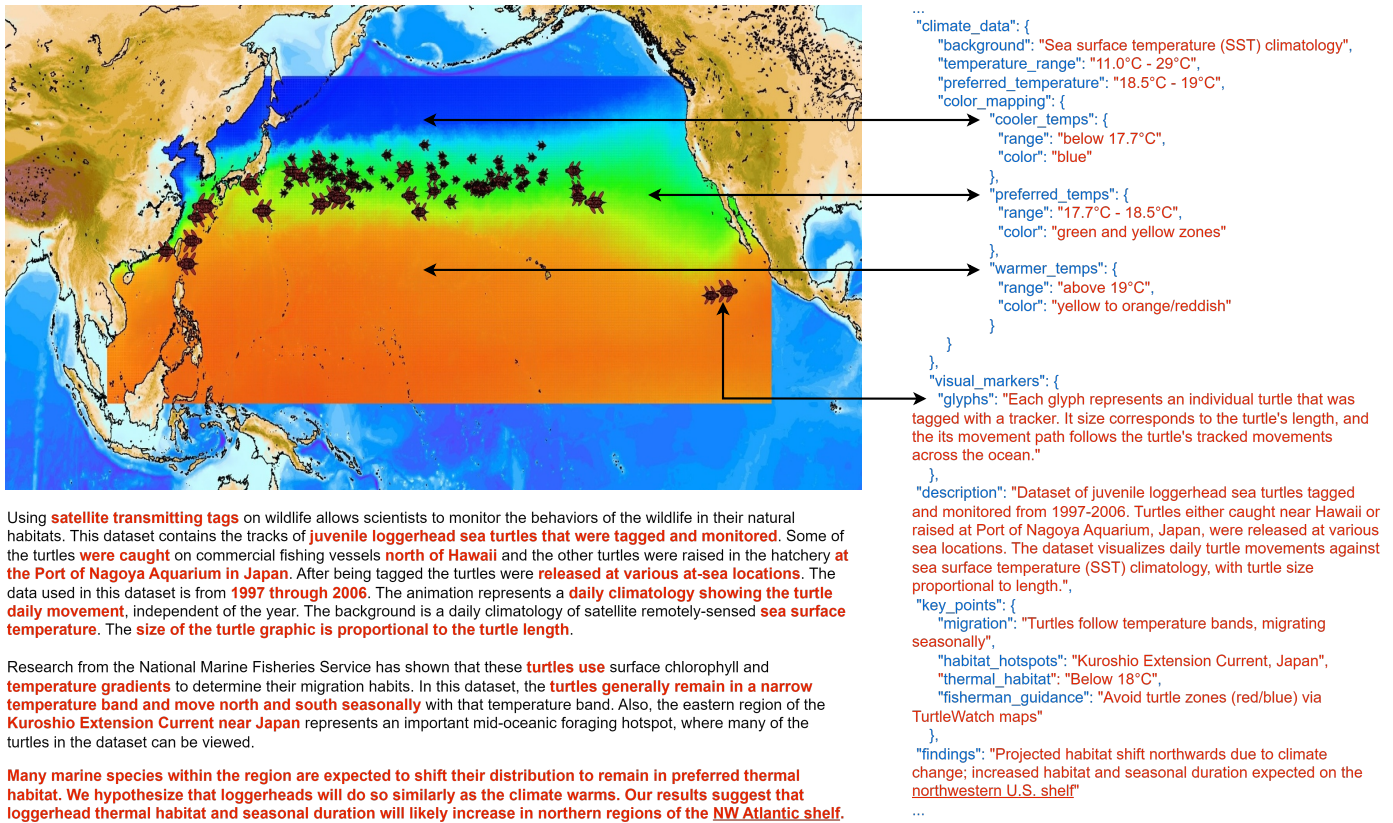 Using satellite transmitting tags on wildlife allows scientists to monitor the behaviors of the wildlife in their natural
habitats. This dataset contains the tracks of juvenile loggerhead sea turtles that were tagged and monitored. Some of
the turtles were caught on commercial fishing vessels north of Hawaii and the other turtles were raised in the hatchery at
the Port of Nagoya Aquarium in Japan. After being tagged the turtles were released at various at-sea locations. The
data used in this dataset is from 1997 through 2006. The animation represents a daily climatology showing the turtle
daily movement, independent of the year. The background is a daily climatology of satellite remotely-sensed sea surface
temperature. The size of the turtle graphic is proportional to the turtle length.
Research from the National Marine Fisheries Service has shown that these turtles use surface chlorophyll and
temperature gradients to determine their migration habits. In this dataset, the turtles generally remain in a narrow
temperature band and move north and south seasonally with that temperature band. Also, the eastern region of the
Kuroshio Extension Current near Japan represents an important mid-oceanic foraging hotspot, where many of the
turtles in the dataset can be viewed.
Many marine species within the region are expected to shift their distribution to remain in preferred thermal
habitat. We hypothesize that loggerheads will do so similarly as the climate warms. Our results suggest that
loggerhead thermal habitat and seasonal duration will likely increase in northern regions of the NW Atlantic shelf.
...
"climate_data": {
"background": "Sea surface temperature (SST) climatology",
"temperature_range": "11.0°C - 29°C",
"preferred_temperature": "18.5°C - 19°C",
"color_mapping": {
"cooler_temps": {
"range": "below 17.7°C",
"color": "blue"
},
"preferred_temps": {
"range": "17.7°C - 18.5°C",
"color": "green and yellow zones"
},
"warmer_temps": {
"range": "above 19°C",
"color": "yellow to orange/reddish"
}
}
},
"visual_markers": {
"glyphs": "Each glyph represents an individual turtle that was
tagged with a tracker. It size corresponds to the turtle's length, and
the its movement path follows the turtle's tracked movements
across the ocean."
},
"description": "Dataset of juvenile loggerhead sea turtles tagged
and monitored from 1997-2006. Turtles either caught near Hawaii or
raised at Port of Nagoya Aquarium, Japan, were released at various
sea locations. The dataset visualizes daily turtle movements against
sea surface temperature (SST) climatology, with turtle size
proportional to length.",
"key_points": {
"migration": "Turtles follow temperature bands, migrating
seasonally",
"habitat_hotspots": "Kuroshio Extension Current, Japan",
"thermal_habitat": "Below 18°C",
"fisherman_guidance": "Avoid turtle zones (red/blue) via
TurtleWatch maps"
},
"findings": "Projected habitat shift northwards due to climate
change; increased habitat and seasonal duration expected on the
northwestern U.S. shelf"
...